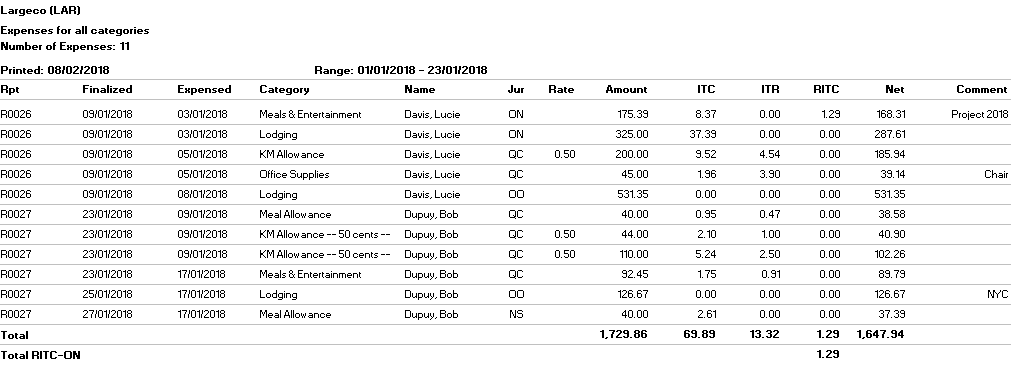 Largeco (LAR)
Expenses for all categories
Number of Expenses: 11
Printed: 08/02/2018 Range: 01/01/2018 - 23/01/2018
Rpt Finalized Expensed Category Name Jur Rate Amount ITC ITR RITC Net Comment
R0026 09/01/2018 03/01/2018 Meals & Entertainment Davis, Lucie ON 175.39 8.37 0.00 1.29 168.31 Project 2018
R0026 09/01/2018 03/01/2018 Lodging Davis, Lucie ON 325.00 37.39 0.00 0.00 287.61
R0026 09/01/2018 05/01/2018 KM Allowance Davis, Lucie QC 0.50 200.00 9.52 4.54 0.00 185.94
R0026 09/01/2018 05/01/2018 Office Supplies Davis, Lucie QC 45.00 1.96 3.90 0.00 39.14 Chair
R0026 09/01/2018 08/01/2018 Lodging Davis, Lucie OO 531.35 0.00 0.00 0.00 531.35
R0027 23/01/2018 09/01/2018 Meal Allowance Dupuy, Bob QC 40.00 0.95 0.47 0.00 38.58
R0027 23/01/2018 09/01/2018 KM Allowance -- 50 cents -- Dupuy, Bob QC 0.50 44.00 2.10 1.00 0.00 40.90
R0027 23/01/2018 09/01/2018 KM Allowance -- 50 cents -- Dupuy, Bob QC 0.50 110.00 5.24 2.50 0.00 102.26
R0027 23/01/2018 17/01/2018 Meals & Entertainment Dupuy, Bob QC 92.45 1.75 0.91 0.00 89.79
R0027 25/01/2018 17/01/2018 Lodging Dupuy, Bob OO 126.67 0.00 0.00 0.00 126.67 NYC
R0027 27/01/2018 17/01/2018 Meal Allowance Dupuy, Bob NS 40.00 2.61 0.00 0.00 37.39
Total 1,729.86 69.89 13.32 1.29 1,647.94
Total RITC-ON 1.29